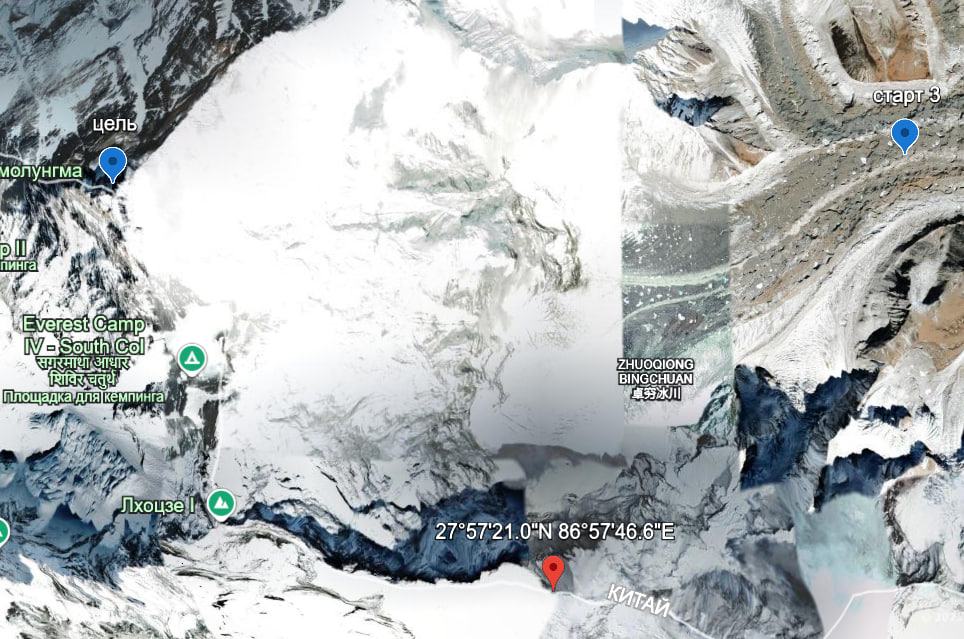 старт 3
цель
молунгма
р II
пинга
Everest Camp
IV - South Col
सगरमाथा आधार
शिविर चतुर्थ
Площадка для кемпинга
ZHUOQIONG
BINGCHUAN
卓穷冰川
Лхоцзе I
27°57'21.0"N 86°57'46.6"E
КИТАЙ